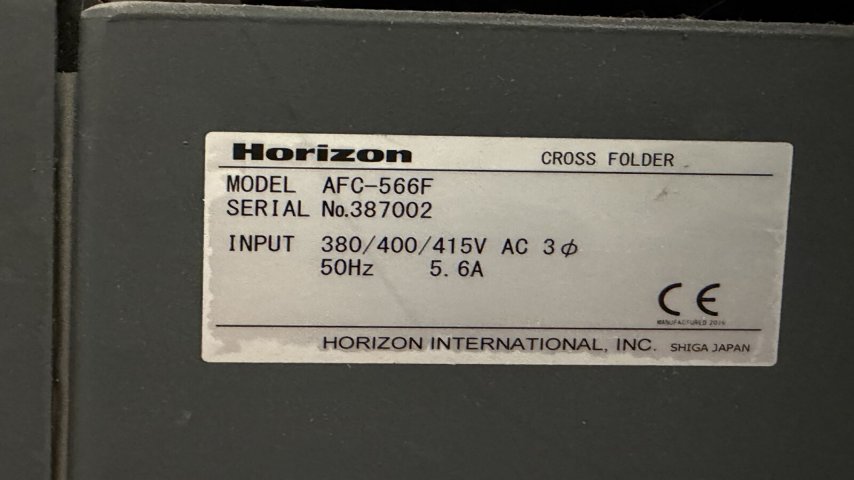 Horizon CROSS FOLDER
MODEL AFC-566F
SERIAL No.387002
INPUT 380/400/415V AC 3φ
50Hz 5.6A
CE
MANUFACTURED
HORIZON INTERNATIONAL, INC. SHIGA JAPAN